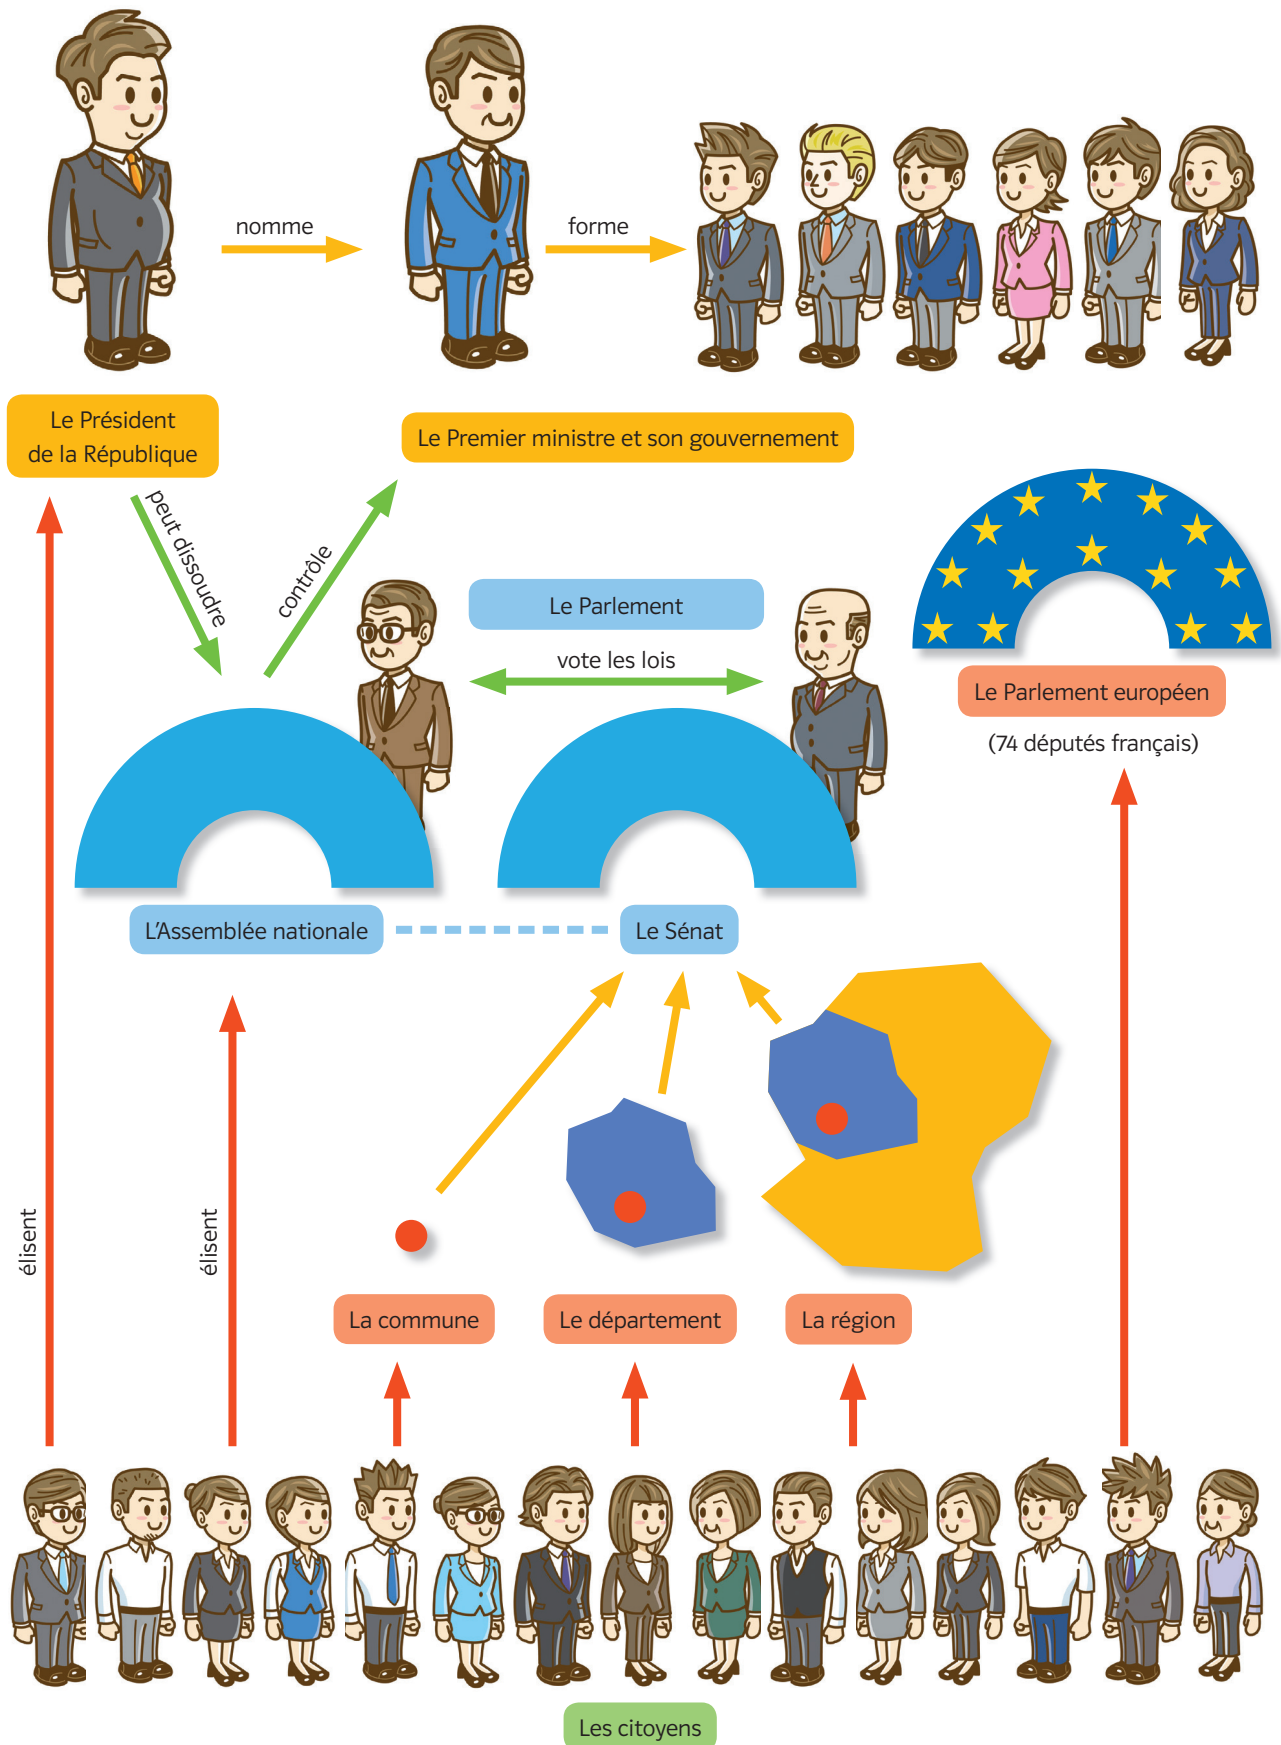 nomme
forme
Le Président
de la République
Le Premier ministre et son gouvernement
peut dissoudre
contrôle
Le Parlement
vote les lois
Le Parlement européen
(74 députés français)
L'Assemblée nationale
Le Sénat
élisent
élisent
La commune
Le département
La région
Les citoyens